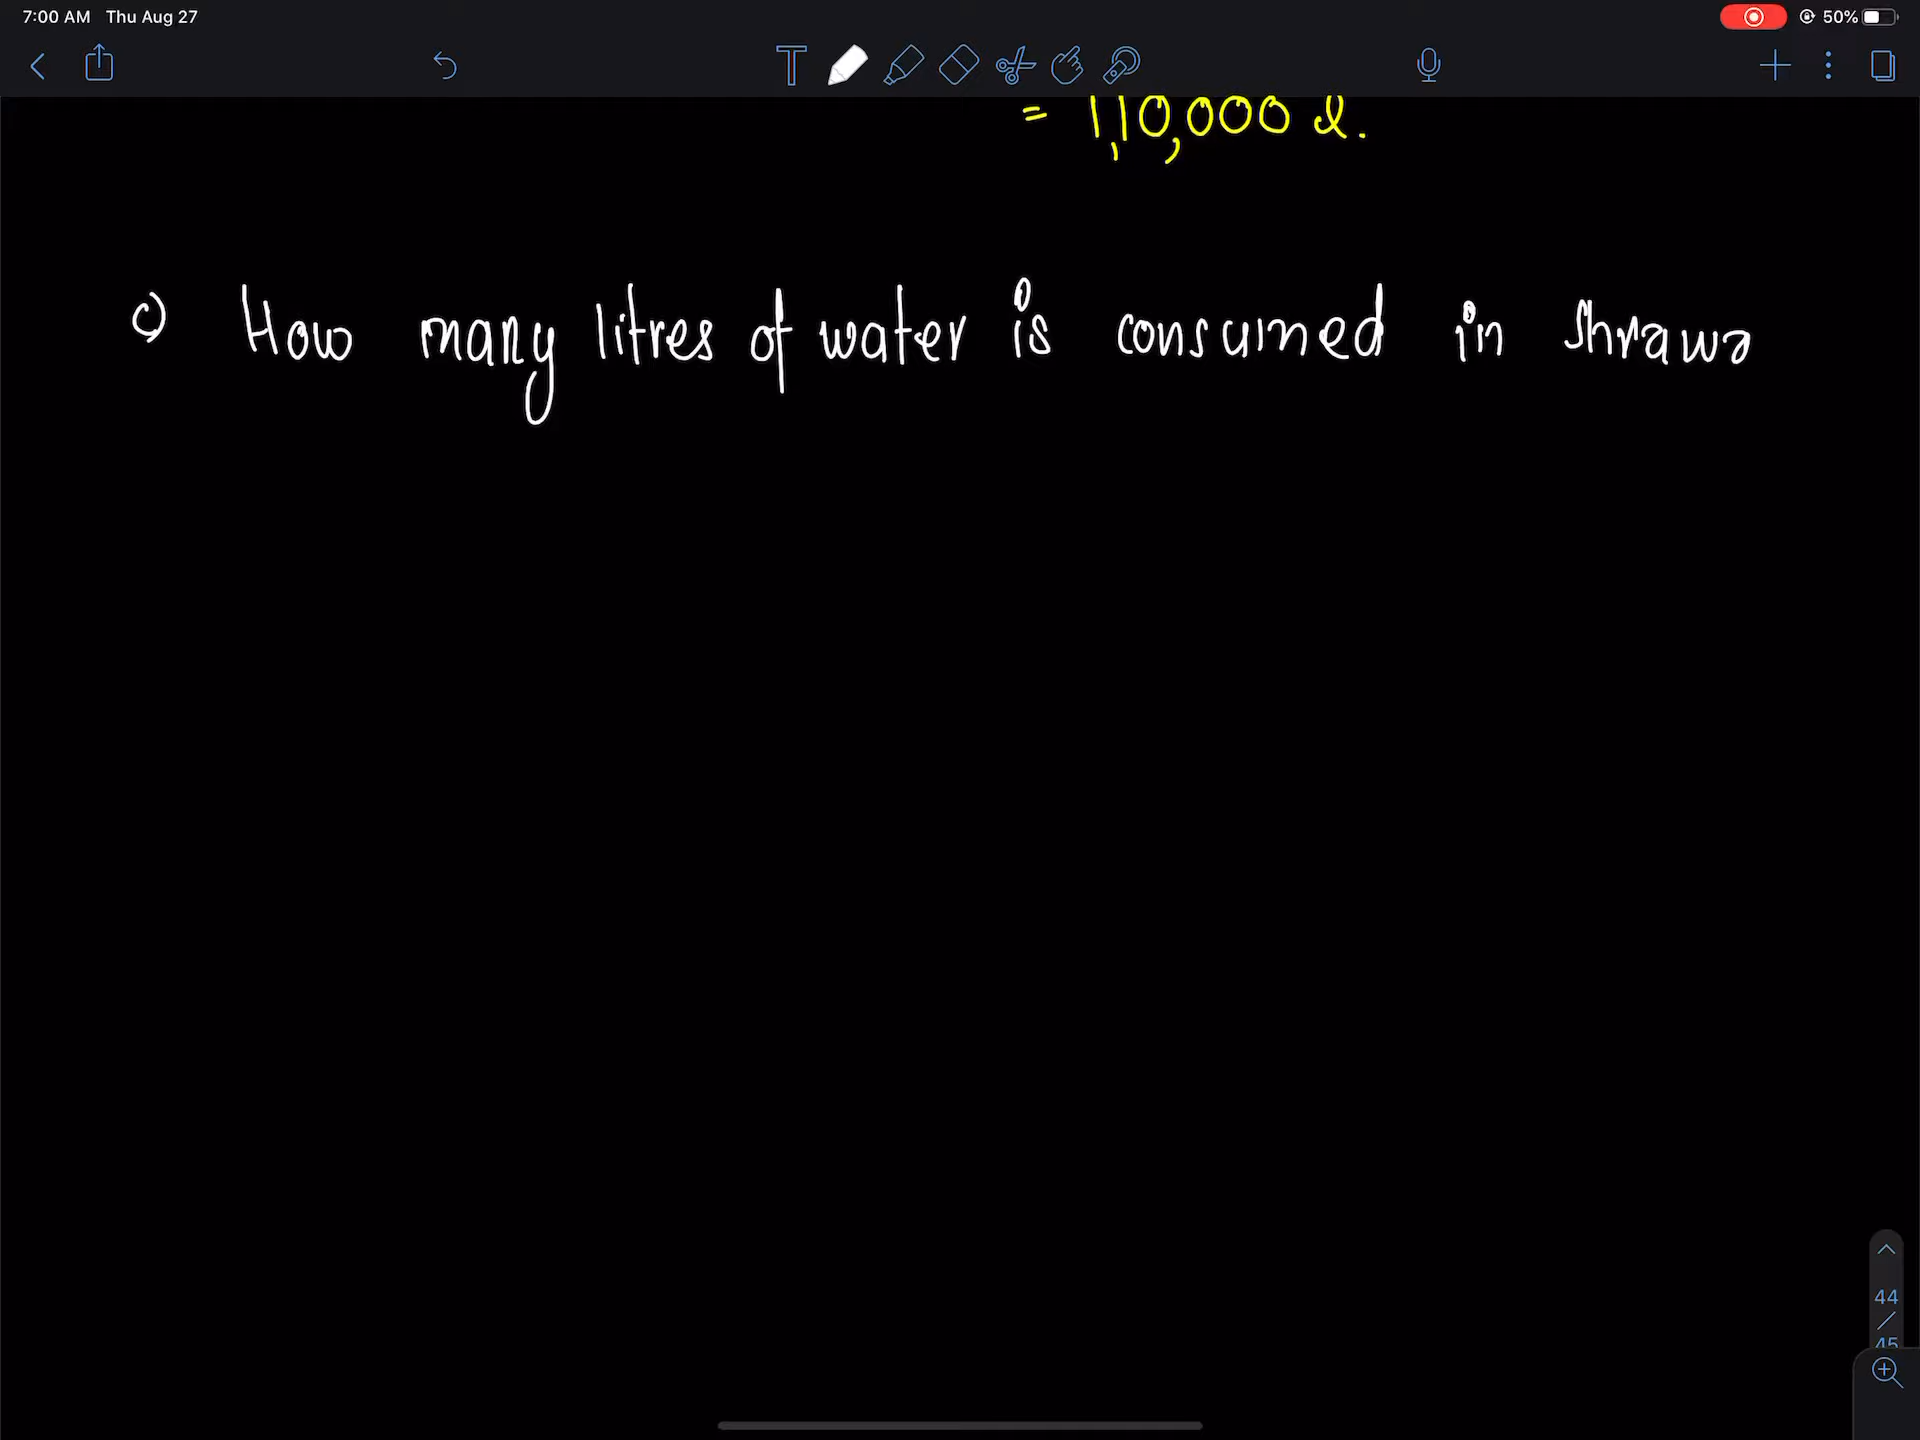 7:00 AM Thu Aug 27
50%
T
= 1,10,000 l.
c) How many litres of water is consumed in shrawa
44
/
45